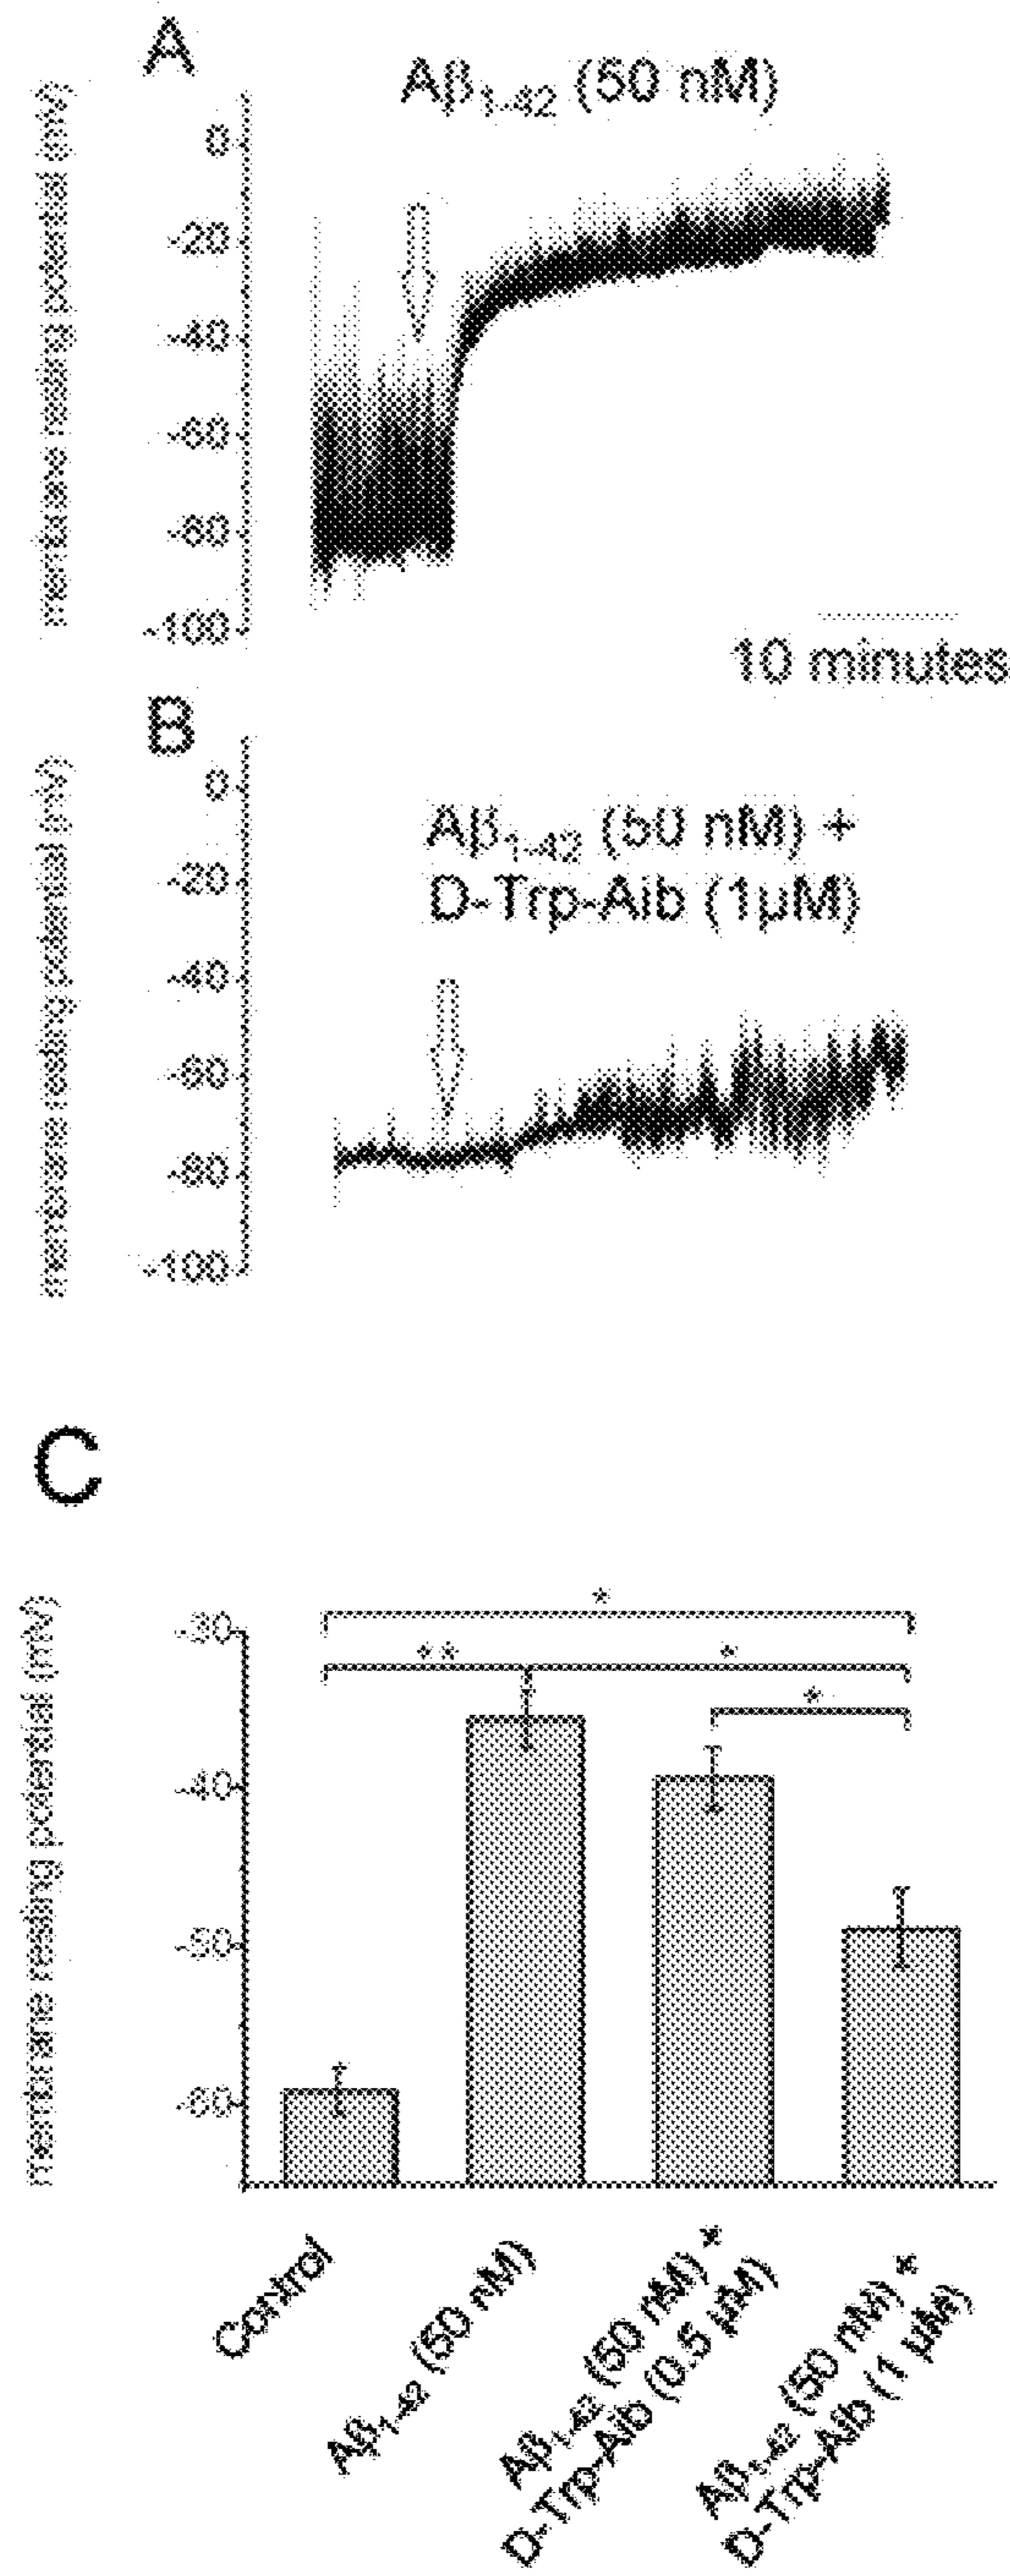 A
Aβ1-42 (50 nM)
membrane resting potential (mV)
0
-20
-40
-60
-80
-100
10 minutes
B
Aβ1-42 (50 nM) +
D-Trp-Aib (1µM)
membrane resting potential (mV)
0
-20
-40
-60
-80
-100
C
membrane resting potential (mV)
-30
-40
-50
-60
*
**
*
*
Control
Aβ1-42 (50 nM)
Aβ1-42 (50 nM) +
D-Trp-Aib (0.5 µM)
Aβ1-42 (50 nM) +
D-Trp-Aib (1 µM)